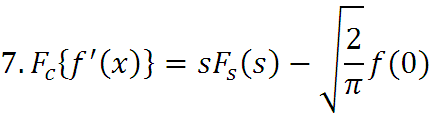 7. F_c{f'(x)} = sF_s(s) − √(2/π) f(0)